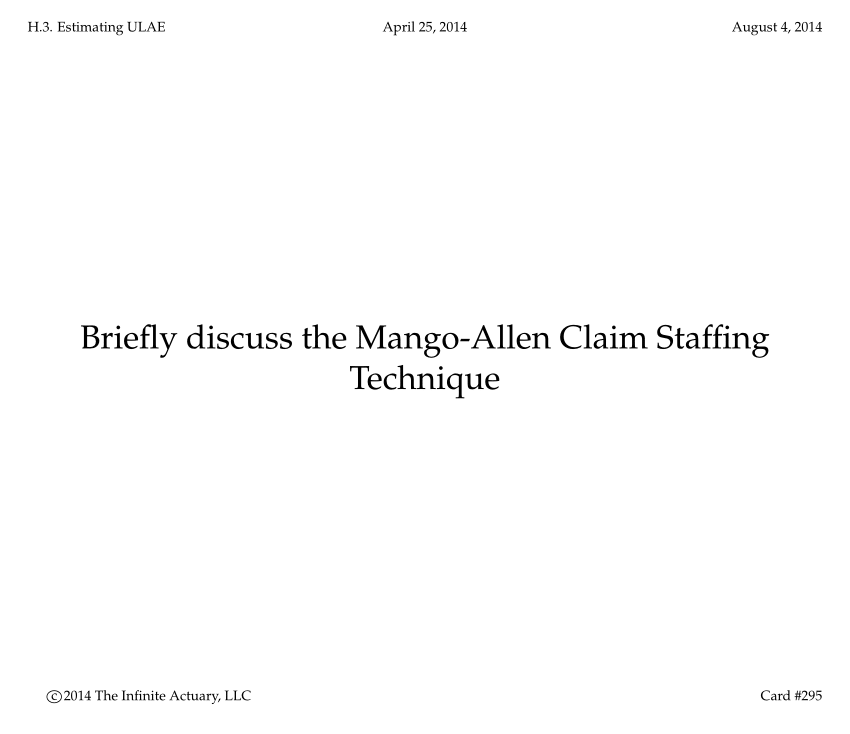 H.3. Estimating ULAE April 25, 2014 August 4, 2014
Briefly discuss the Mango-Allen Claim Staffing
Technique
©2014 The Infinite Actuary, LLC Card #295